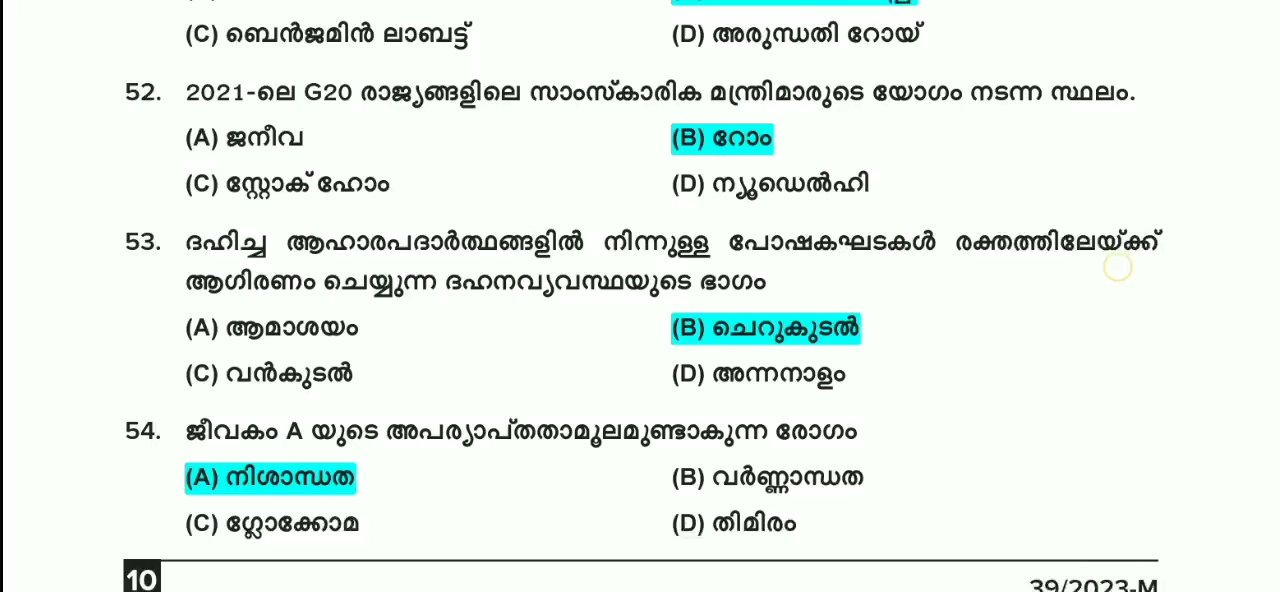 (C) ബെൻജമിൻ ലാബട്ട് (D) അരുന്ധതി റോയ്
52. 2021-ലെ G20 രാജ്യങ്ങളിലെ സാംസ്കാരിക മന്ത്രിമാരുടെ യോഗം നടന്ന സ്ഥലം.
(A) ജനീവ (B) റോം
(C) സ്റ്റോക് ഹോം (D) ന്യൂഡെൽഹി
53. ദഹിച്ച ആഹാരപദാർത്ഥങ്ങളിൽ നിന്നുള്ള പോഷകഘടകൾ രക്തത്തിലേയ്ക്ക്
ആഗിരണം ചെയ്യുന്ന ദഹനവ്യവസ്ഥയുടെ ഭാഗം
(A) ആമാശയം (B) ചെറുകുടൽ
(C) വൻകുടൽ (D) അന്നനാളം
54. ജീവകം A യുടെ അപര്യാപ്തതാമൂലമുണ്ടാകുന്ന രോഗം
(A) നിശാന്ധത (B) വർണ്ണാന്ധത
(C) ഗ്ലോക്കോമ (D) തിമിരം
10 39/2023-M